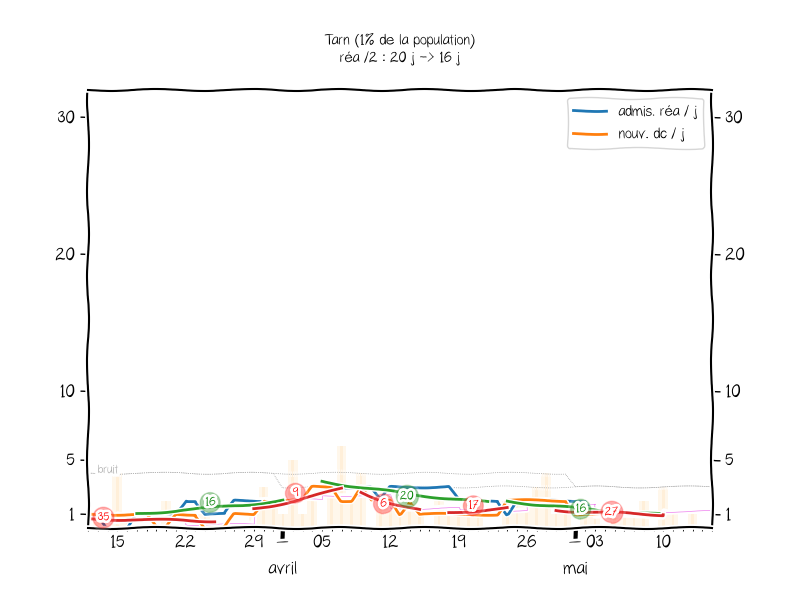 Tarn (1% de la population)
réa /2 : 20 j -> 16 j
admis. réa / j
nouv. dc / j
30
30
20
20
10
10
5
5
bruit
1
1
35
16
9
6
20
17
16
27
15 22 29 05 12 19 26 03 10
avril mai